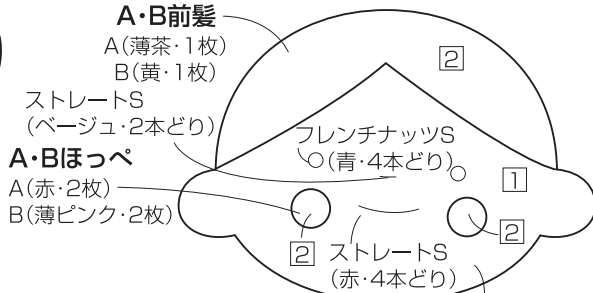 A・B前髪
A(薄茶・1枚)
B(黄・1枚)
2
ストレートS
(ベージュ・2本どり)
フレンチナッツS
(青・4本どり)
A・Bほっぺ
A(赤・2枚)
B(薄ピンク・2枚)
1
2
2
ストレートS
(赤・4本どり)